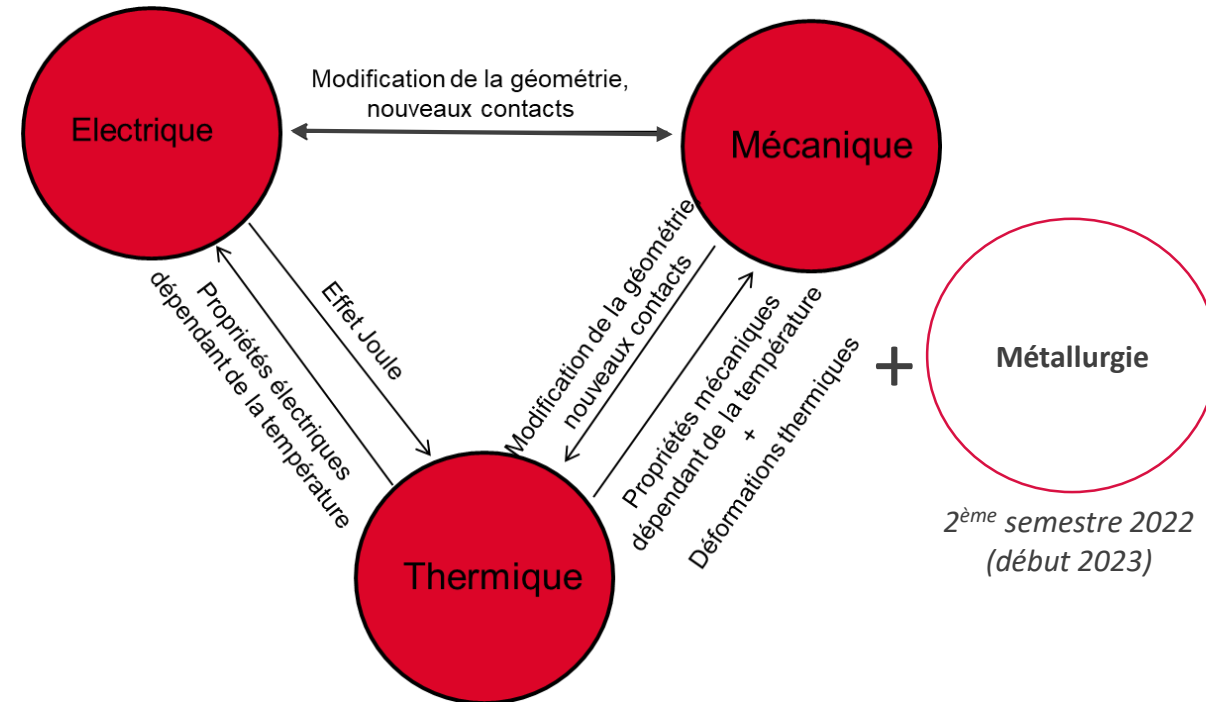 Modification de la géométrie,
nouveaux contacts
Electrique
Mécanique
Effet Joule
Propriétés électriques
dépendant de la température
Modification de la géométrie,
nouveaux contacts
Propriétés mécaniques
dépendant de la température
+
Déformations thermiques
+
Métallurgie
2ème semestre 2022
(début 2023)
Thermique